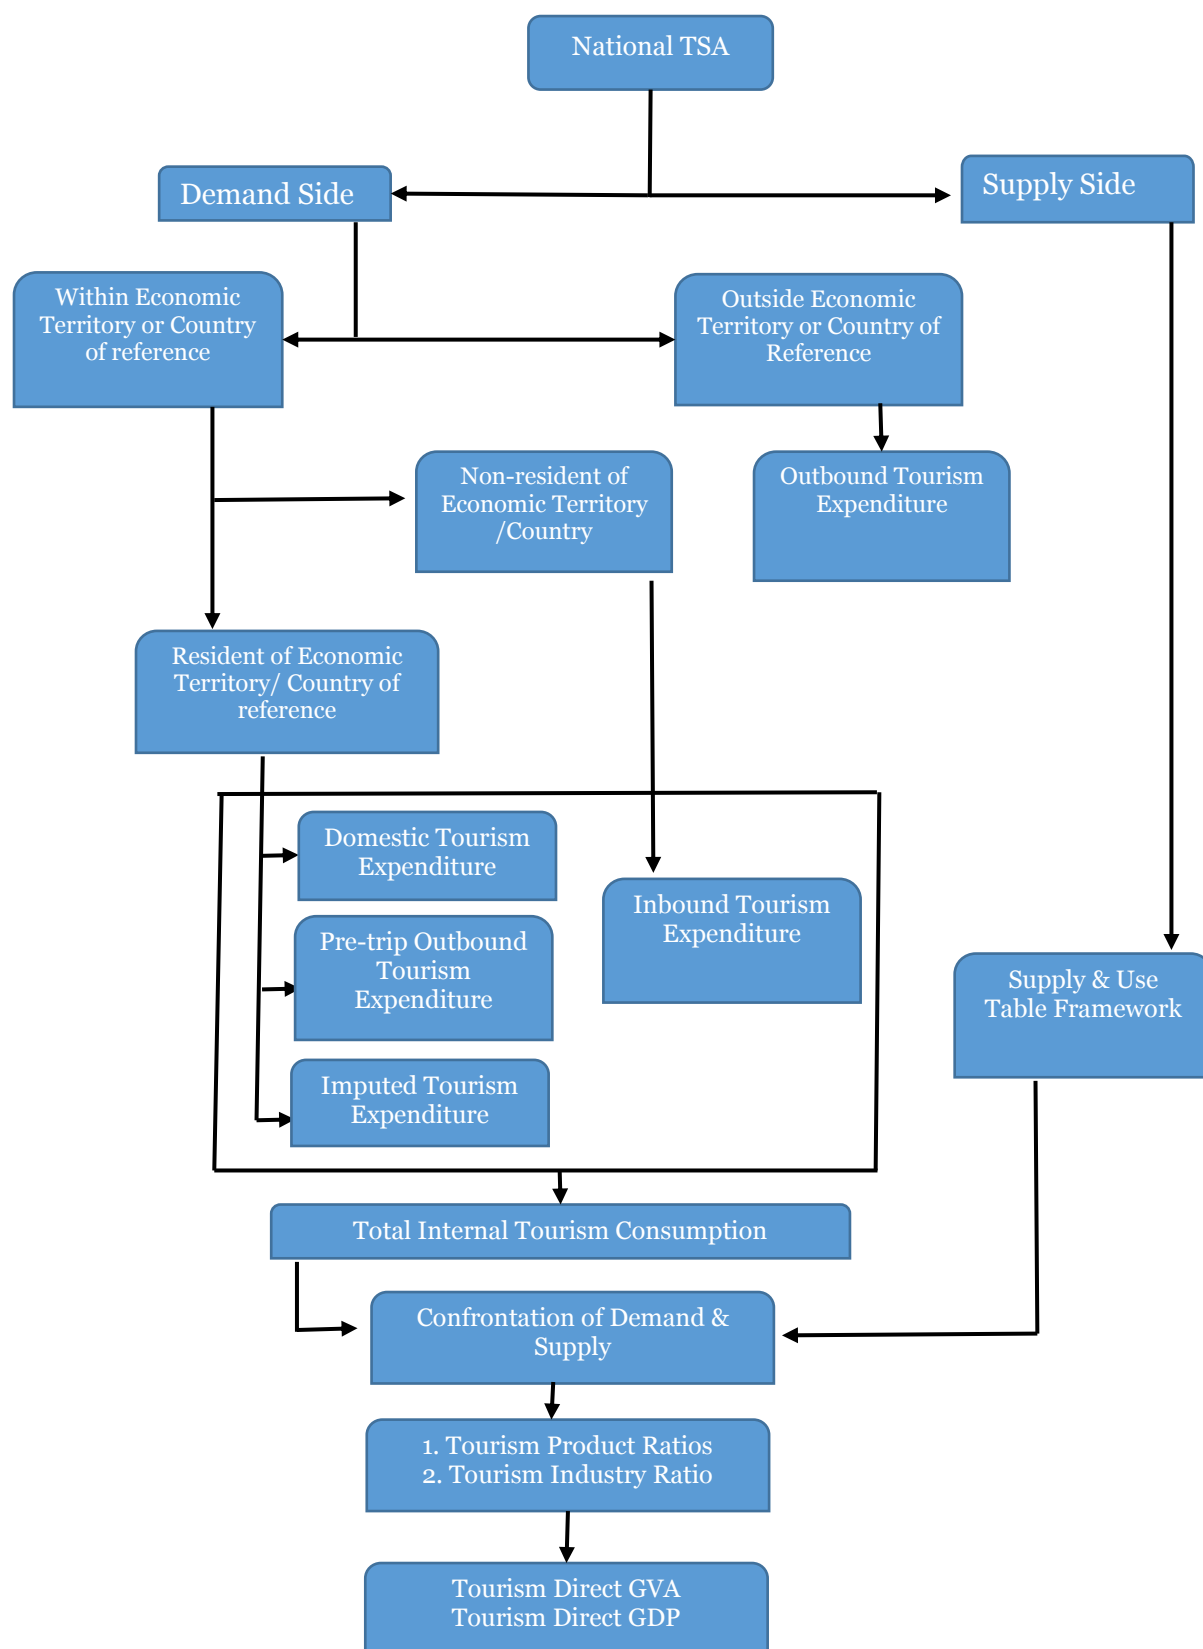 National TSA
Demand Side
Supply Side
Within Economic
Territory or Country
of reference
Outside Economic
Territory or Country of
Reference
Non-resident of
Economic Territory
/Country
Outbound Tourism
Expenditure
Resident of Economic
Territory/ Country of
reference
Domestic Tourism
Expenditure
Inbound Tourism
Expenditure
Pre-trip Outbound
Tourism
Expenditure
Supply & Use
Table Framework
Imputed Tourism
Expenditure
Total Internal Tourism Consumption
Confrontation of Demand &
Supply
1. Tourism Product Ratios
2. Tourism Industry Ratio
Tourism Direct GVA
Tourism Direct GDP